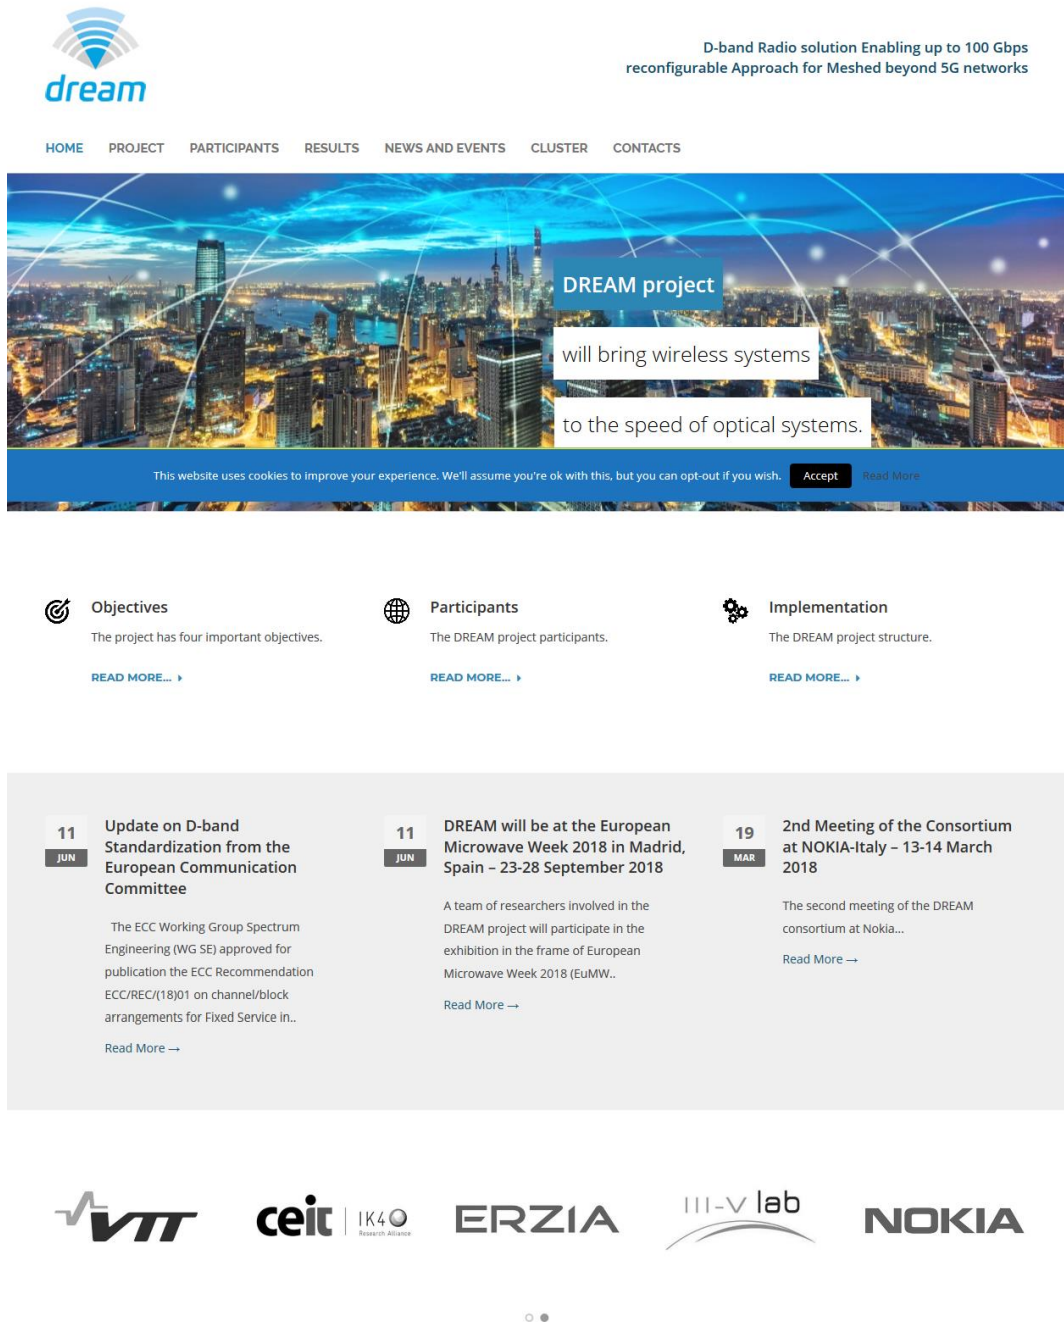 dream
D-band Radio solution Enabling up to 100 Gbps
reconfigurable Approach for Meshed beyond 5G networks
HOME PROJECT PARTICIPANTS RESULTS NEWS AND EVENTS CLUSTER CONTACTS
DREAM project
will bring wireless systems
to the speed of optical systems.
This website uses cookies to improve your experience. We'll assume you're ok with this, but you can opt-out if you wish. Accept Read More
Objectives
The project has four important objectives.
READ MORE...
Participants
The DREAM project participants.
READ MORE...
Implementation
The DREAM project structure.
READ MORE...
11
JUN
Update on D-band
Standardization from the
European Communication
Committee
The ECC Working Group Spectrum
Engineering (WG SE) approved for
publication the ECC Recommendation
ECC/REC/(18)01 on channel/block
arrangements for Fixed Service in..
Read More →
11
JUN
DREAM will be at the European
Microwave Week 2018 in Madrid,
Spain – 23-28 September 2018
A team of researchers involved in the
DREAM project will participate in the
exhibition in the frame of European
Microwave Week 2018 (EuMW..
Read More →
19
MAR
2nd Meeting of the Consortium
at NOKIA-Italy – 13-14 March
2018
The second meeting of the DREAM
consortium at Nokia...
Read More →
VTT
ceit
IK4
Research Alliance
ERZIA
III-V lab
NOKIA